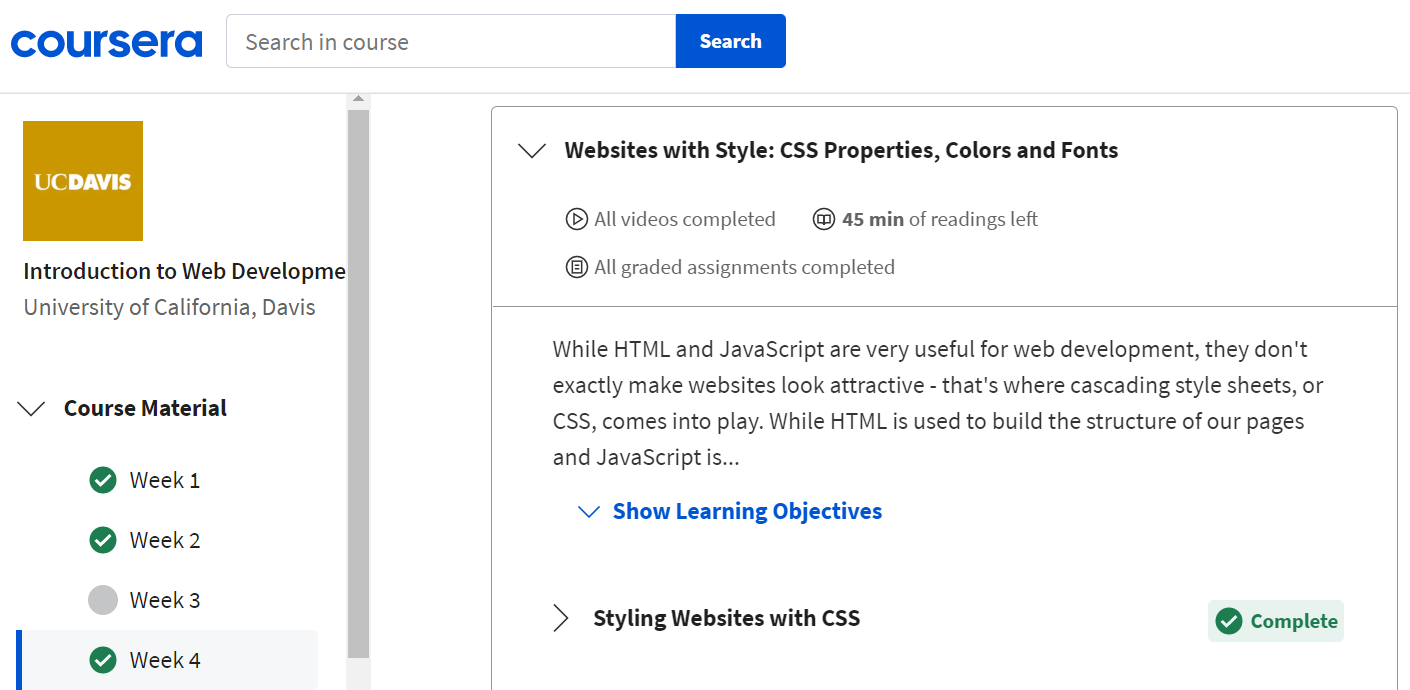 coursera
Search in course
Search
UCDAVIS
Introduction to Web Developme
University of California, Davis
Course Material
Week 1
Week 2
Week 3
Week 4
Websites with Style: CSS Properties, Colors and Fonts
All videos completed
45 min of readings left
All graded assignments completed
While HTML and JavaScript are very useful for web development, they don't
exactly make websites look attractive - that's where cascading style sheets, or
CSS, comes into play. While HTML is used to build the structure of our pages
and JavaScript is...
Show Learning Objectives
Styling Websites with CSS
Complete